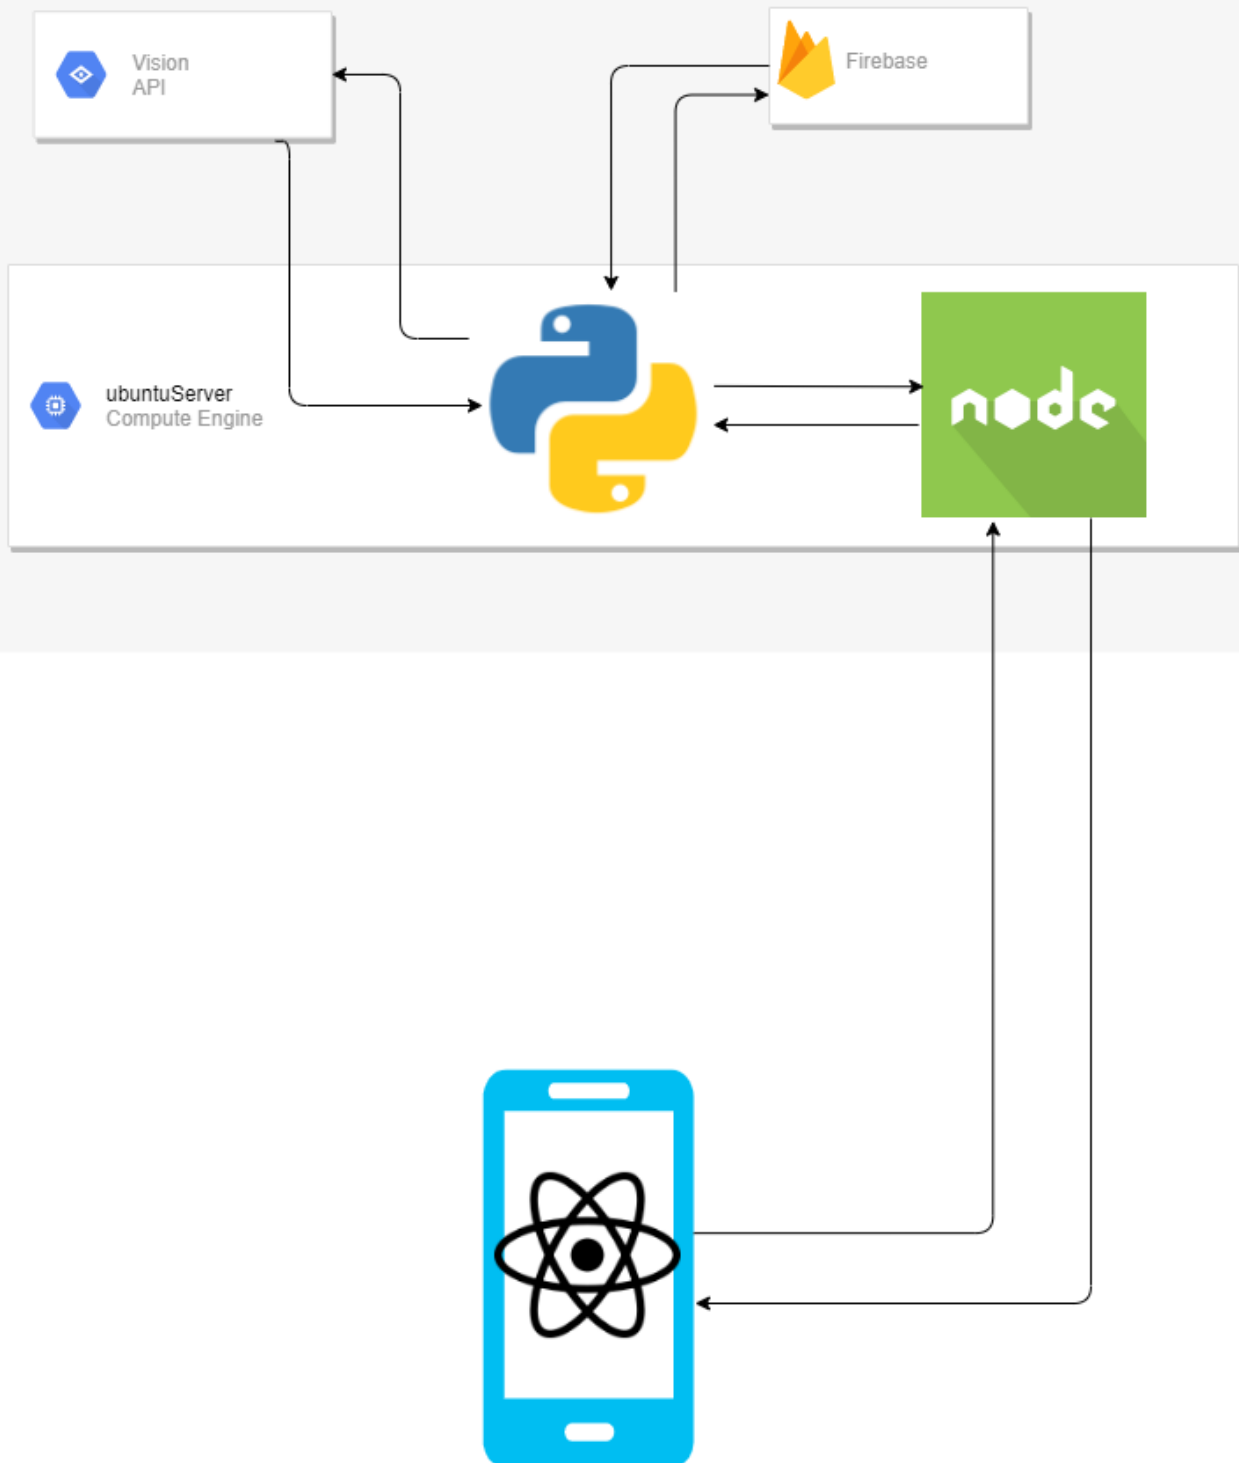 Vision
API
Firebase
ubuntuServer
Compute Engine
node